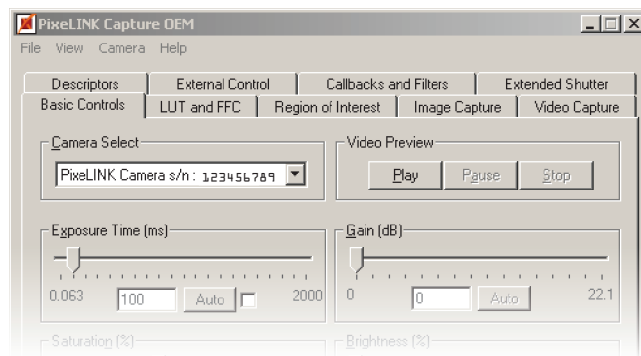 PixeLINK Capture OEM
File View Camera Help
Descriptors External Control Callbacks and Filters Extended Shutter
Basic Controls LUT and FFC Region of Interest Image Capture Video Capture
Camera Select
PixeLINK Camera s/n : 123456789
Video Preview
Play Pause Stop
Exposure Time (ms)
0.063 100 Auto 2000
Gain (dB)
0 0 Auto 22.1
Saturation (%) Brightness (%)